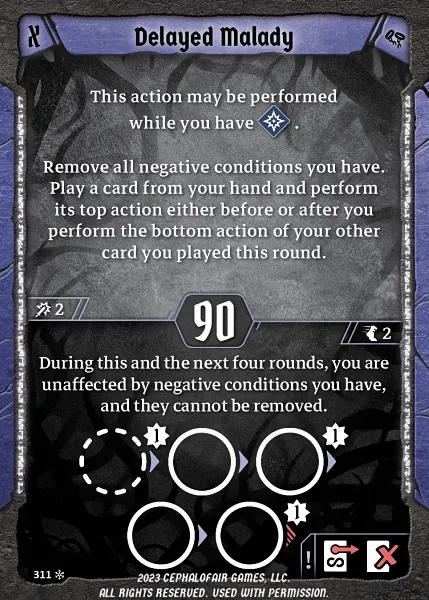 X
Delayed Malady
This action may be performed
while you have .
Remove all negative conditions you have.
Play a card from your hand and perform
its top action either before or after you
perform the bottom action of your other
card you played this round.
2
90
2
During this and the next four rounds, you are
unaffected by negative conditions you have,
and they cannot be removed.
1
1
1
!
311
2023 CEPHALOFAIR GAMES, LLC.
ALL RIGHTS RESERVED. USED WITH PERMISSION.